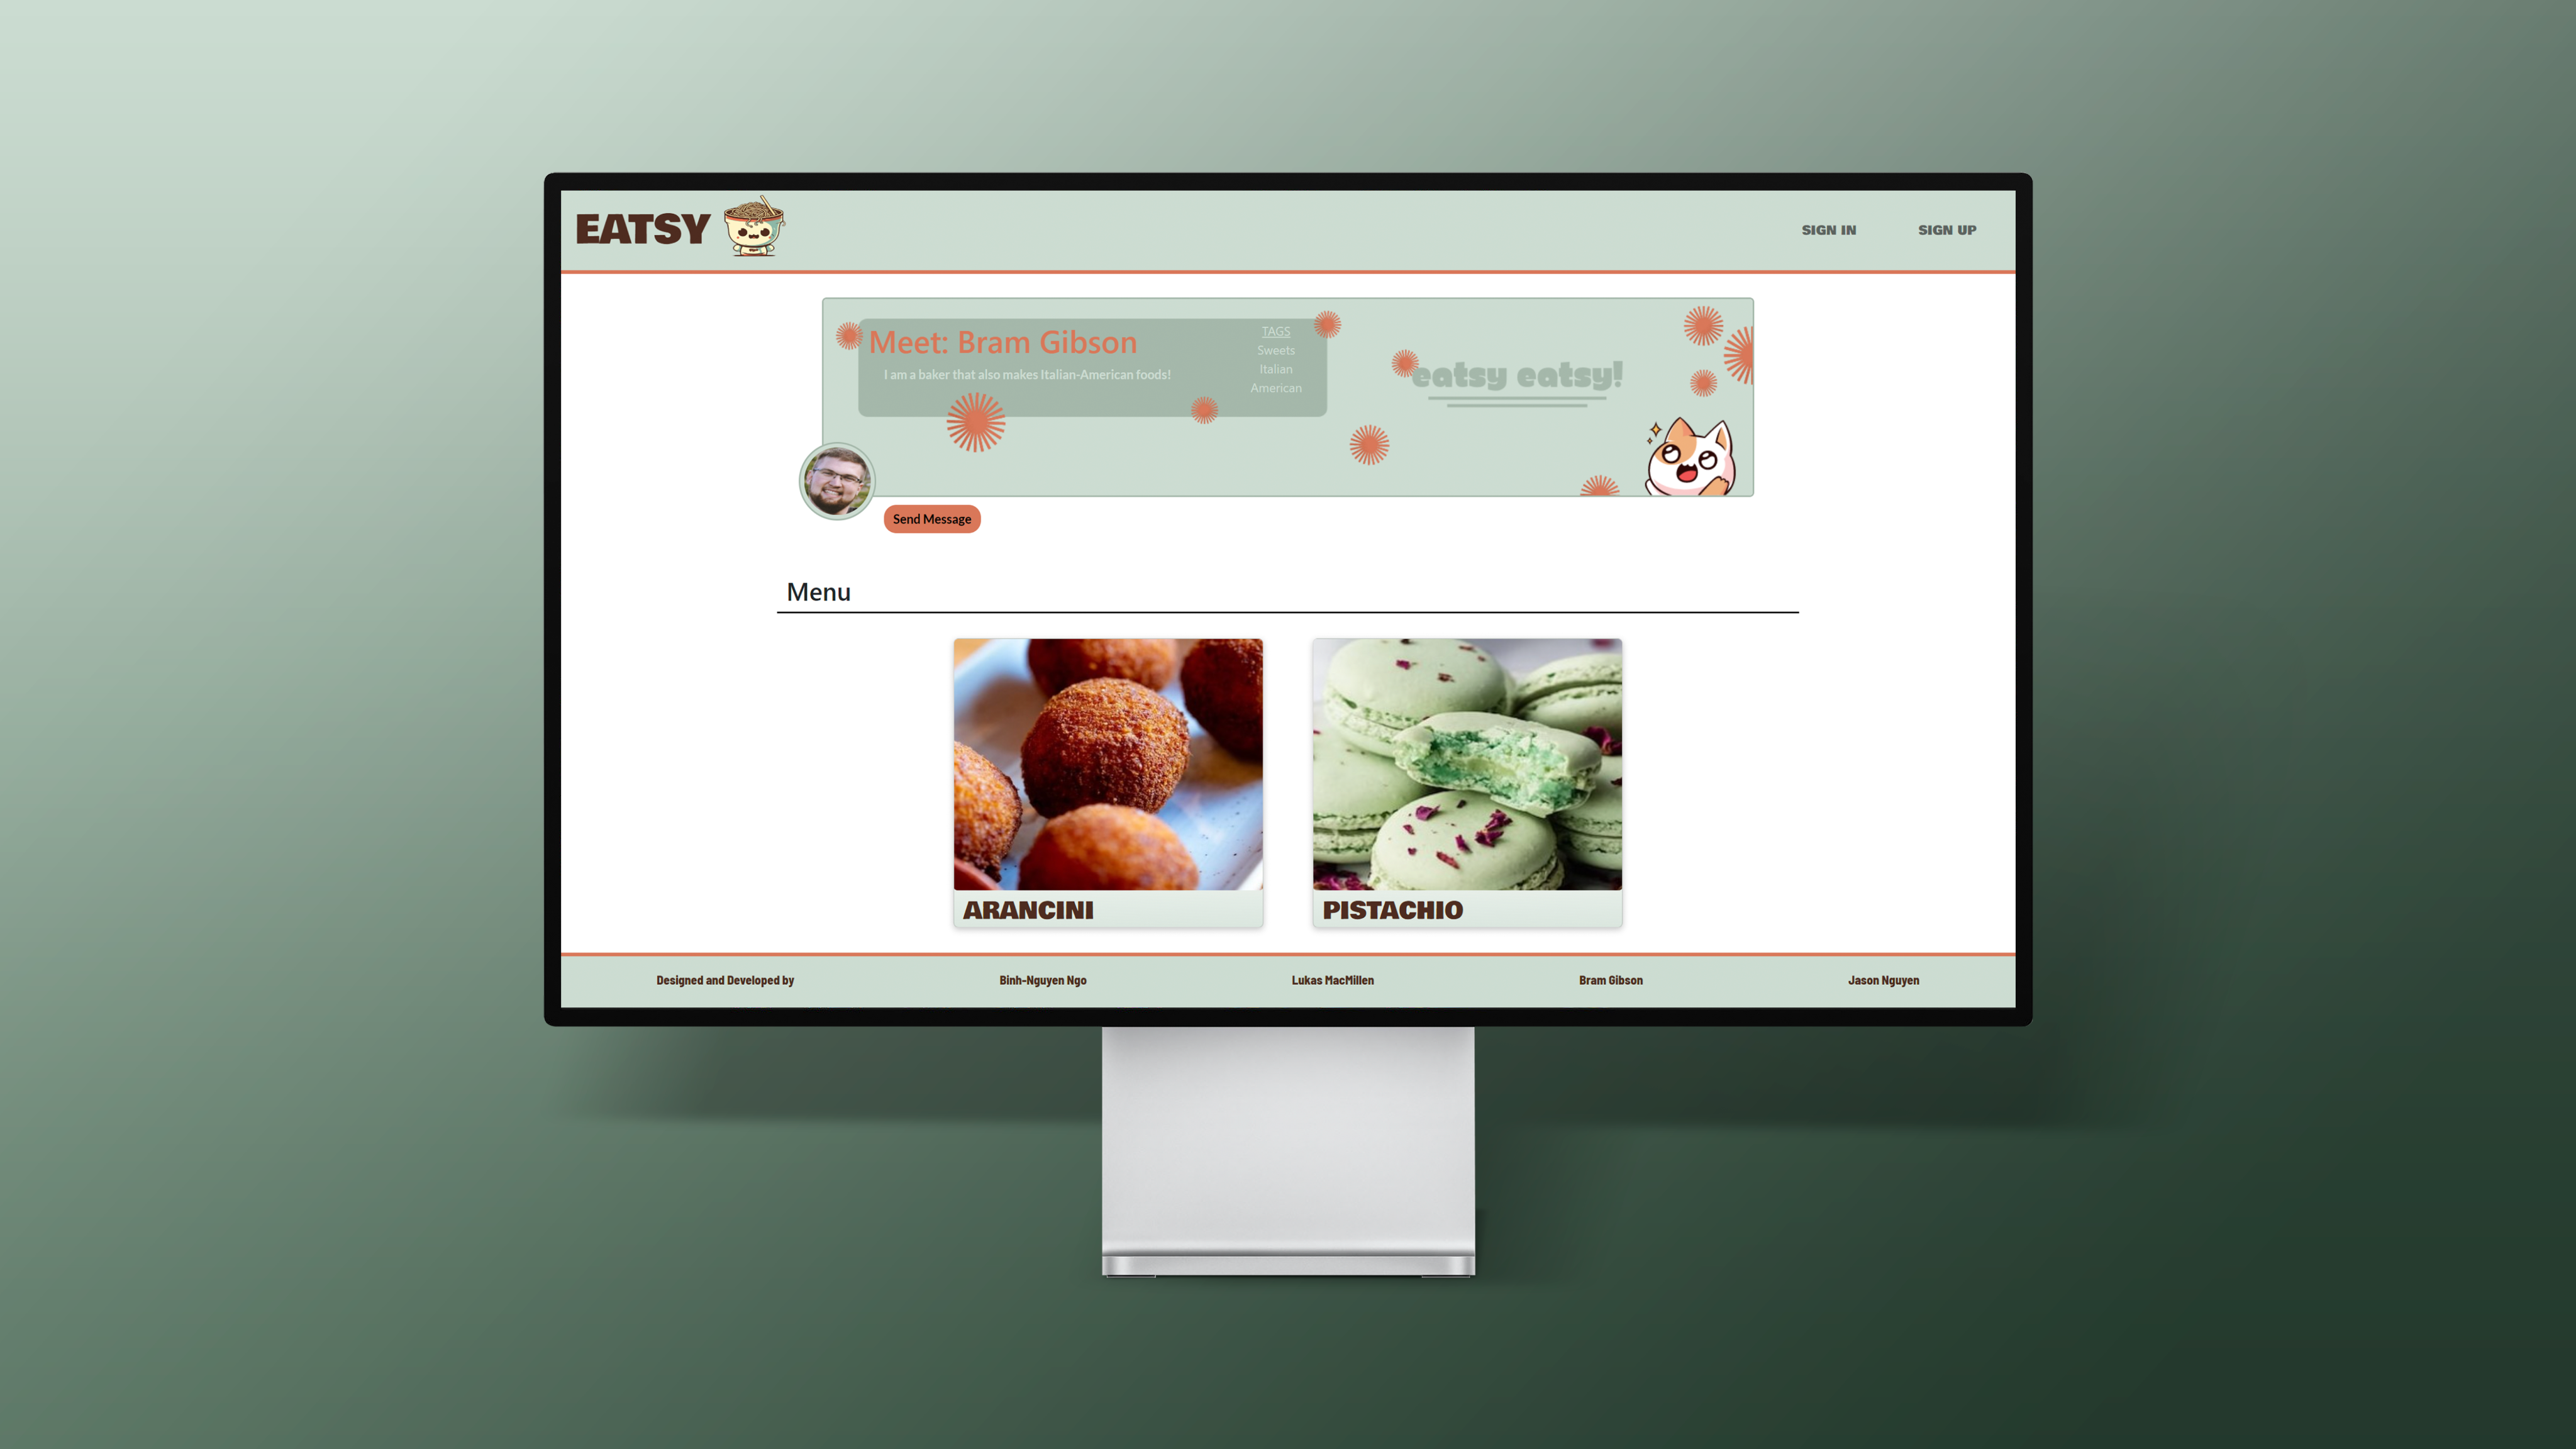 EATSY
SIGN IN
SIGN UP
Meet: Bram Gibson
I am a baker that also makes Italian-American foods!
TAGS
Sweets
Italian
American
eatsy eatsy!
Send Message
Menu
ARANCINI
PISTACHIO
Designed and Developed by
Binh-Nguyen Ngo
Lukas MacMillen
Bram Gibson
Jason Nguyen